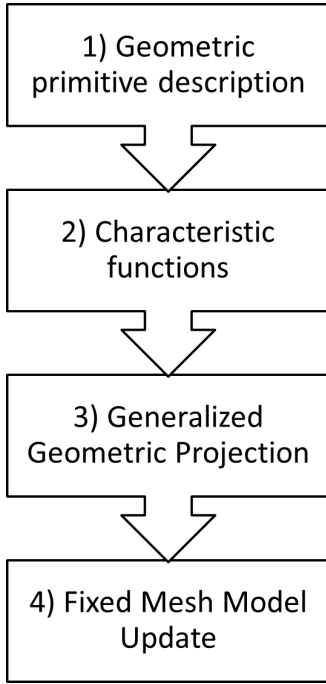 1) Geometric
primitive description
2) Characteristic
functions
3) Generalized
Geometric Projection
4) Fixed Mesh Model
Update